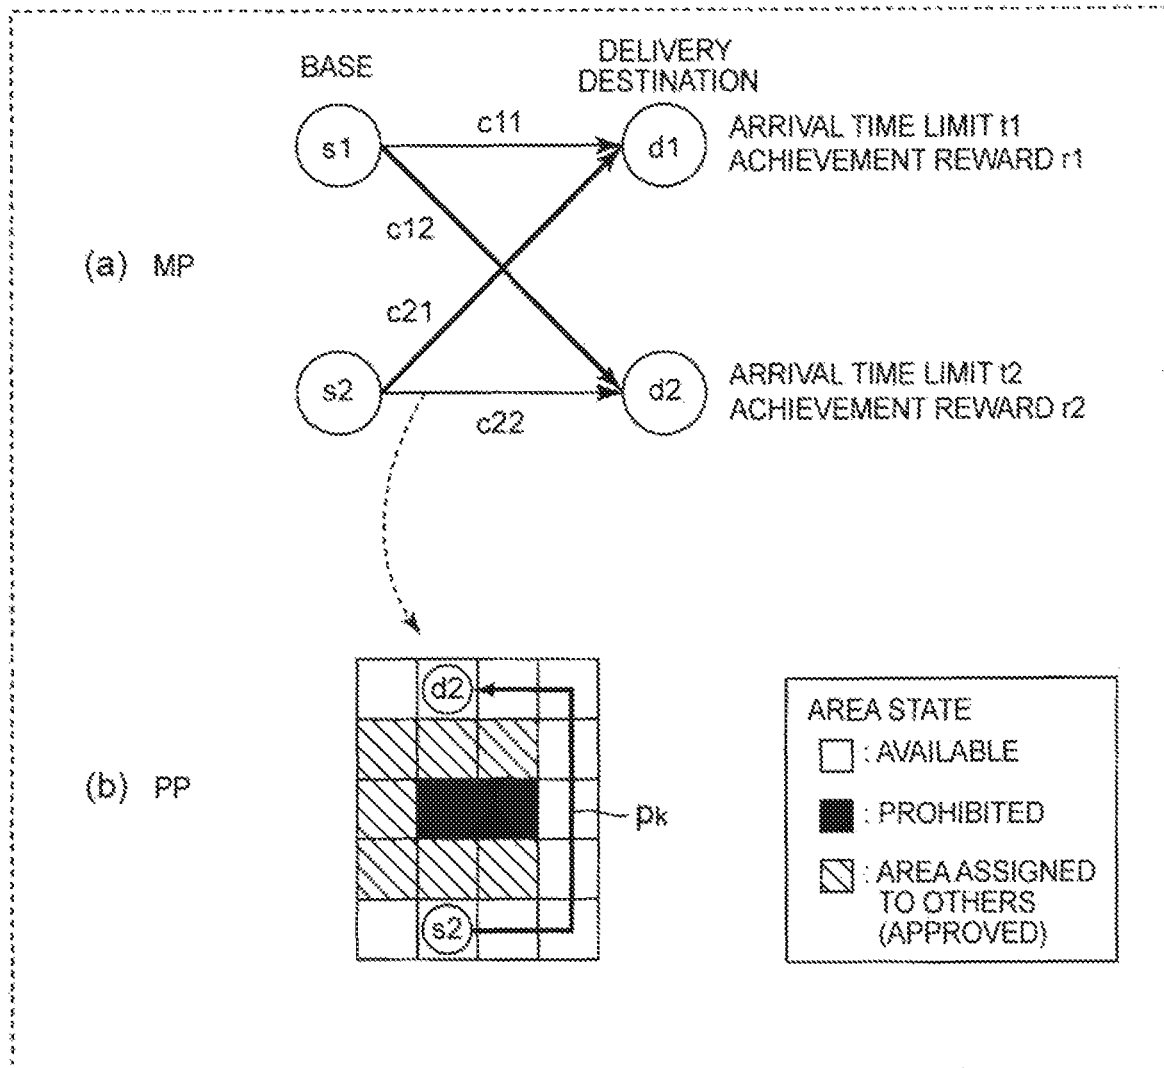 BASE
DELIVERY
DESTINATION
s1
c11
d1
ARRIVAL TIME LIMIT t1
ACHIEVEMENT REWARD r1
c12
(a) MP
c21
s2
c22
d2
ARRIVAL TIME LIMIT t2
ACHIEVEMENT REWARD r2
d2
(b) PP
pk
s2
AREA STATE
: AVAILABLE
: PROHIBITED
: AREA ASSIGNED
TO OTHERS
(APPROVED)